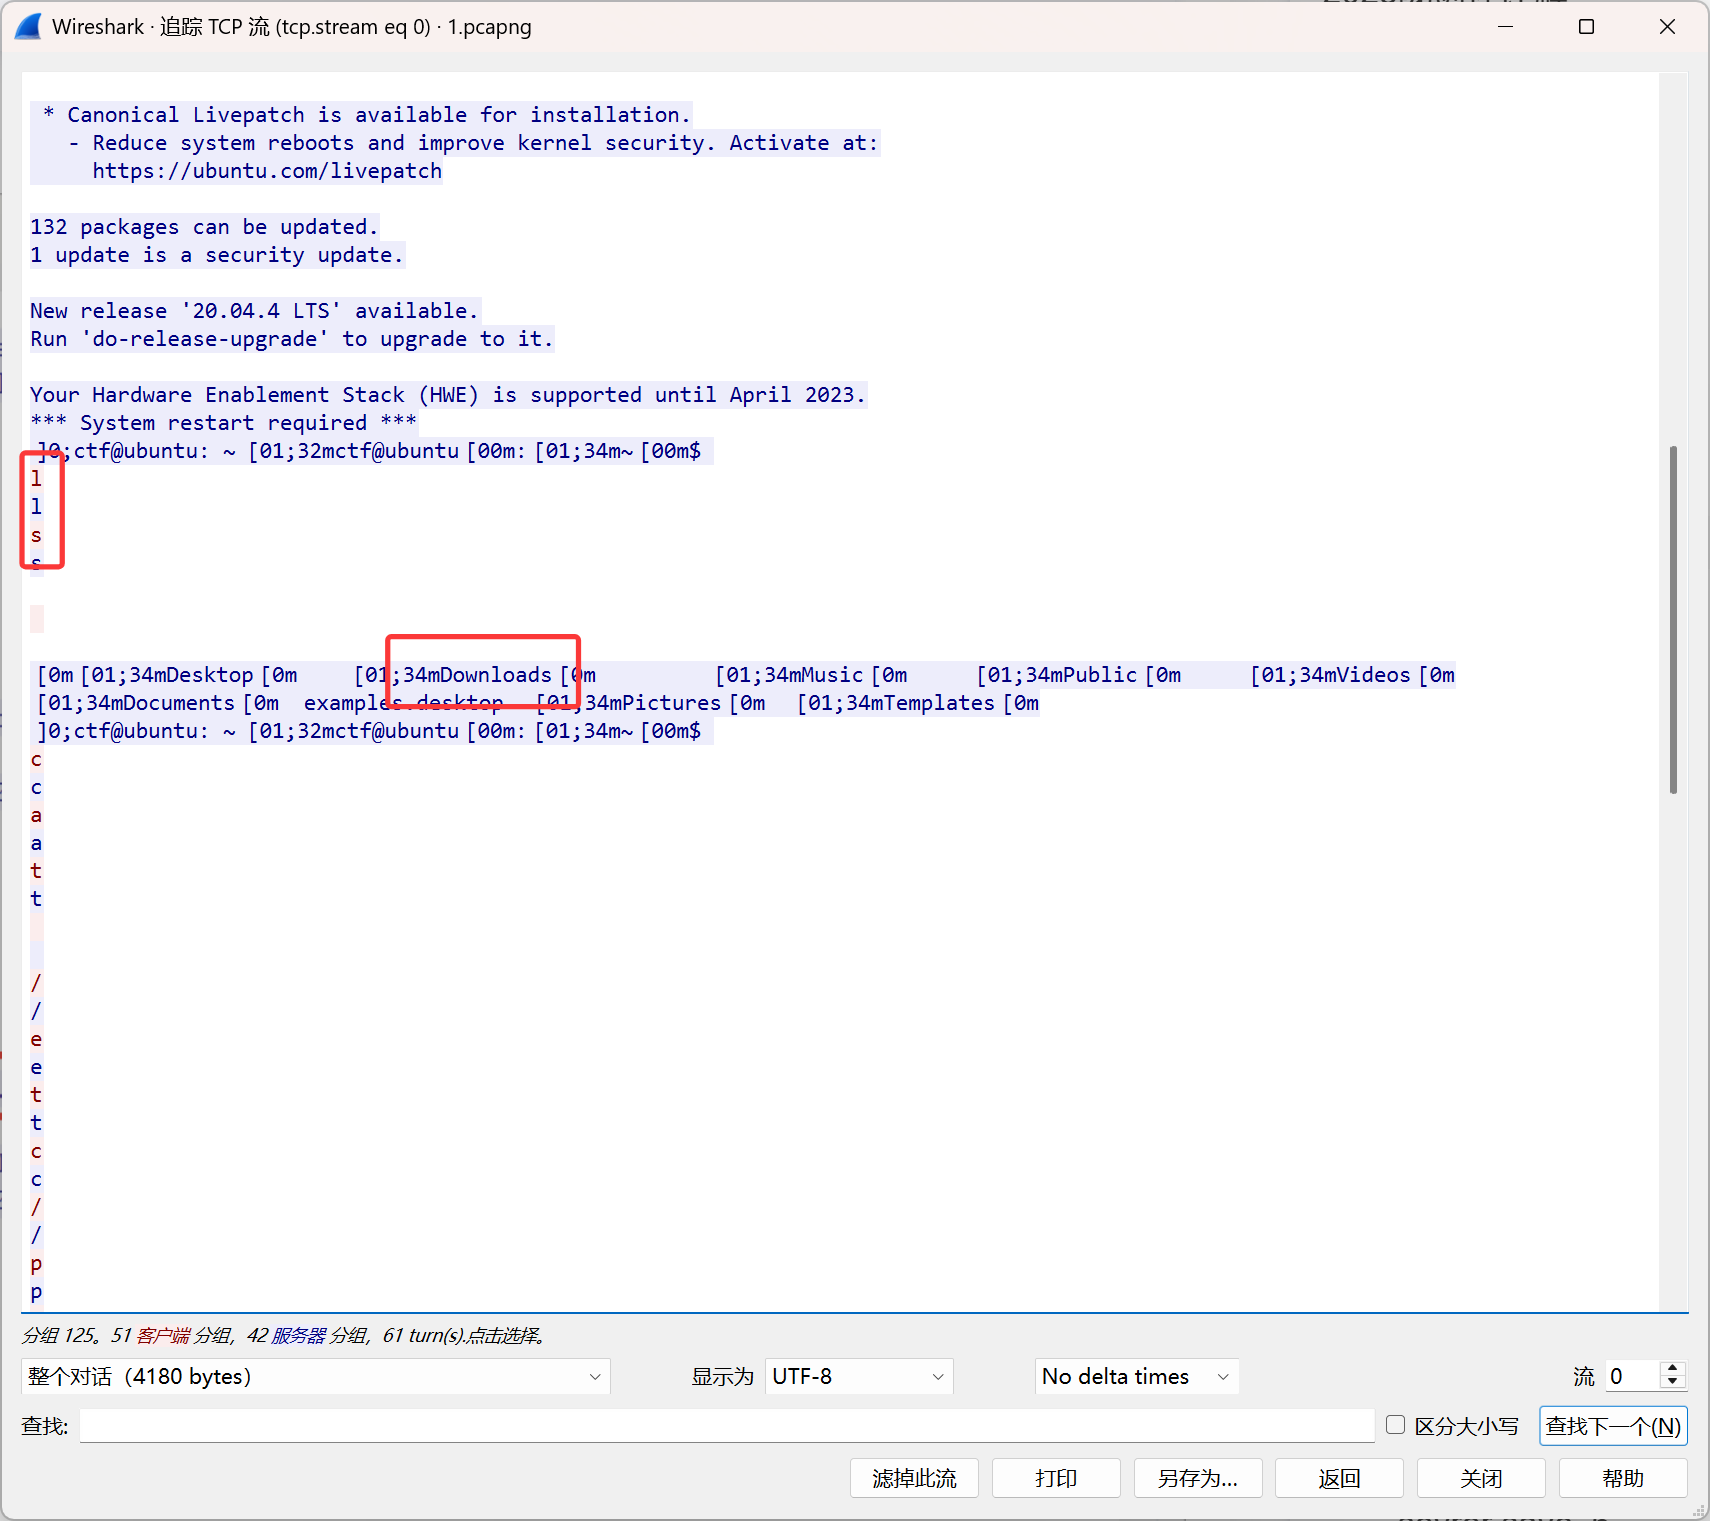 Wireshark · 追踪 TCP 流 (tcp.stream eq 0) · 1.pcapng
* Canonical Livepatch is available for installation.
- Reduce system reboots and improve kernel security. Activate at:
https://ubuntu.com/livepatch
132 packages can be updated.
1 update is a security update.
New release '20.04.4 LTS' available.
Run 'do-release-upgrade' to upgrade to it.
Your Hardware Enablement Stack (HWE) is supported until April 2023.
*** System restart required ***
]0;ctf@ubuntu: ~ [01;32mctf@ubuntu [00m: [01;34m~ [00m$
l
l
s
s
[0m [01;34mDesktop [0m [01;34mDownloads [0m [01;34mMusic [0m [01;34mPublic [0m [01;34mVideos [0m
[01;34mDocuments [0m examples.desktop [01;34mPictures [0m [01;34mTemplates [0m
]0;ctf@ubuntu: ~ [01;32mctf@ubuntu [00m: [01;34m~ [00m$
c
c
a
a
t
t
/
/
e
e
t
t
c
c
/
/
p
p
分组 125。51 客户端 分组, 42 服务器 分组, 61 turn(s).点击选择。
整个对话 (4180 bytes) 显示为 UTF-8 No delta times 流 0
查找: 区分大小写 查找下一个(N)
滤掉此流 打印 另存为... 返回 关闭 帮助